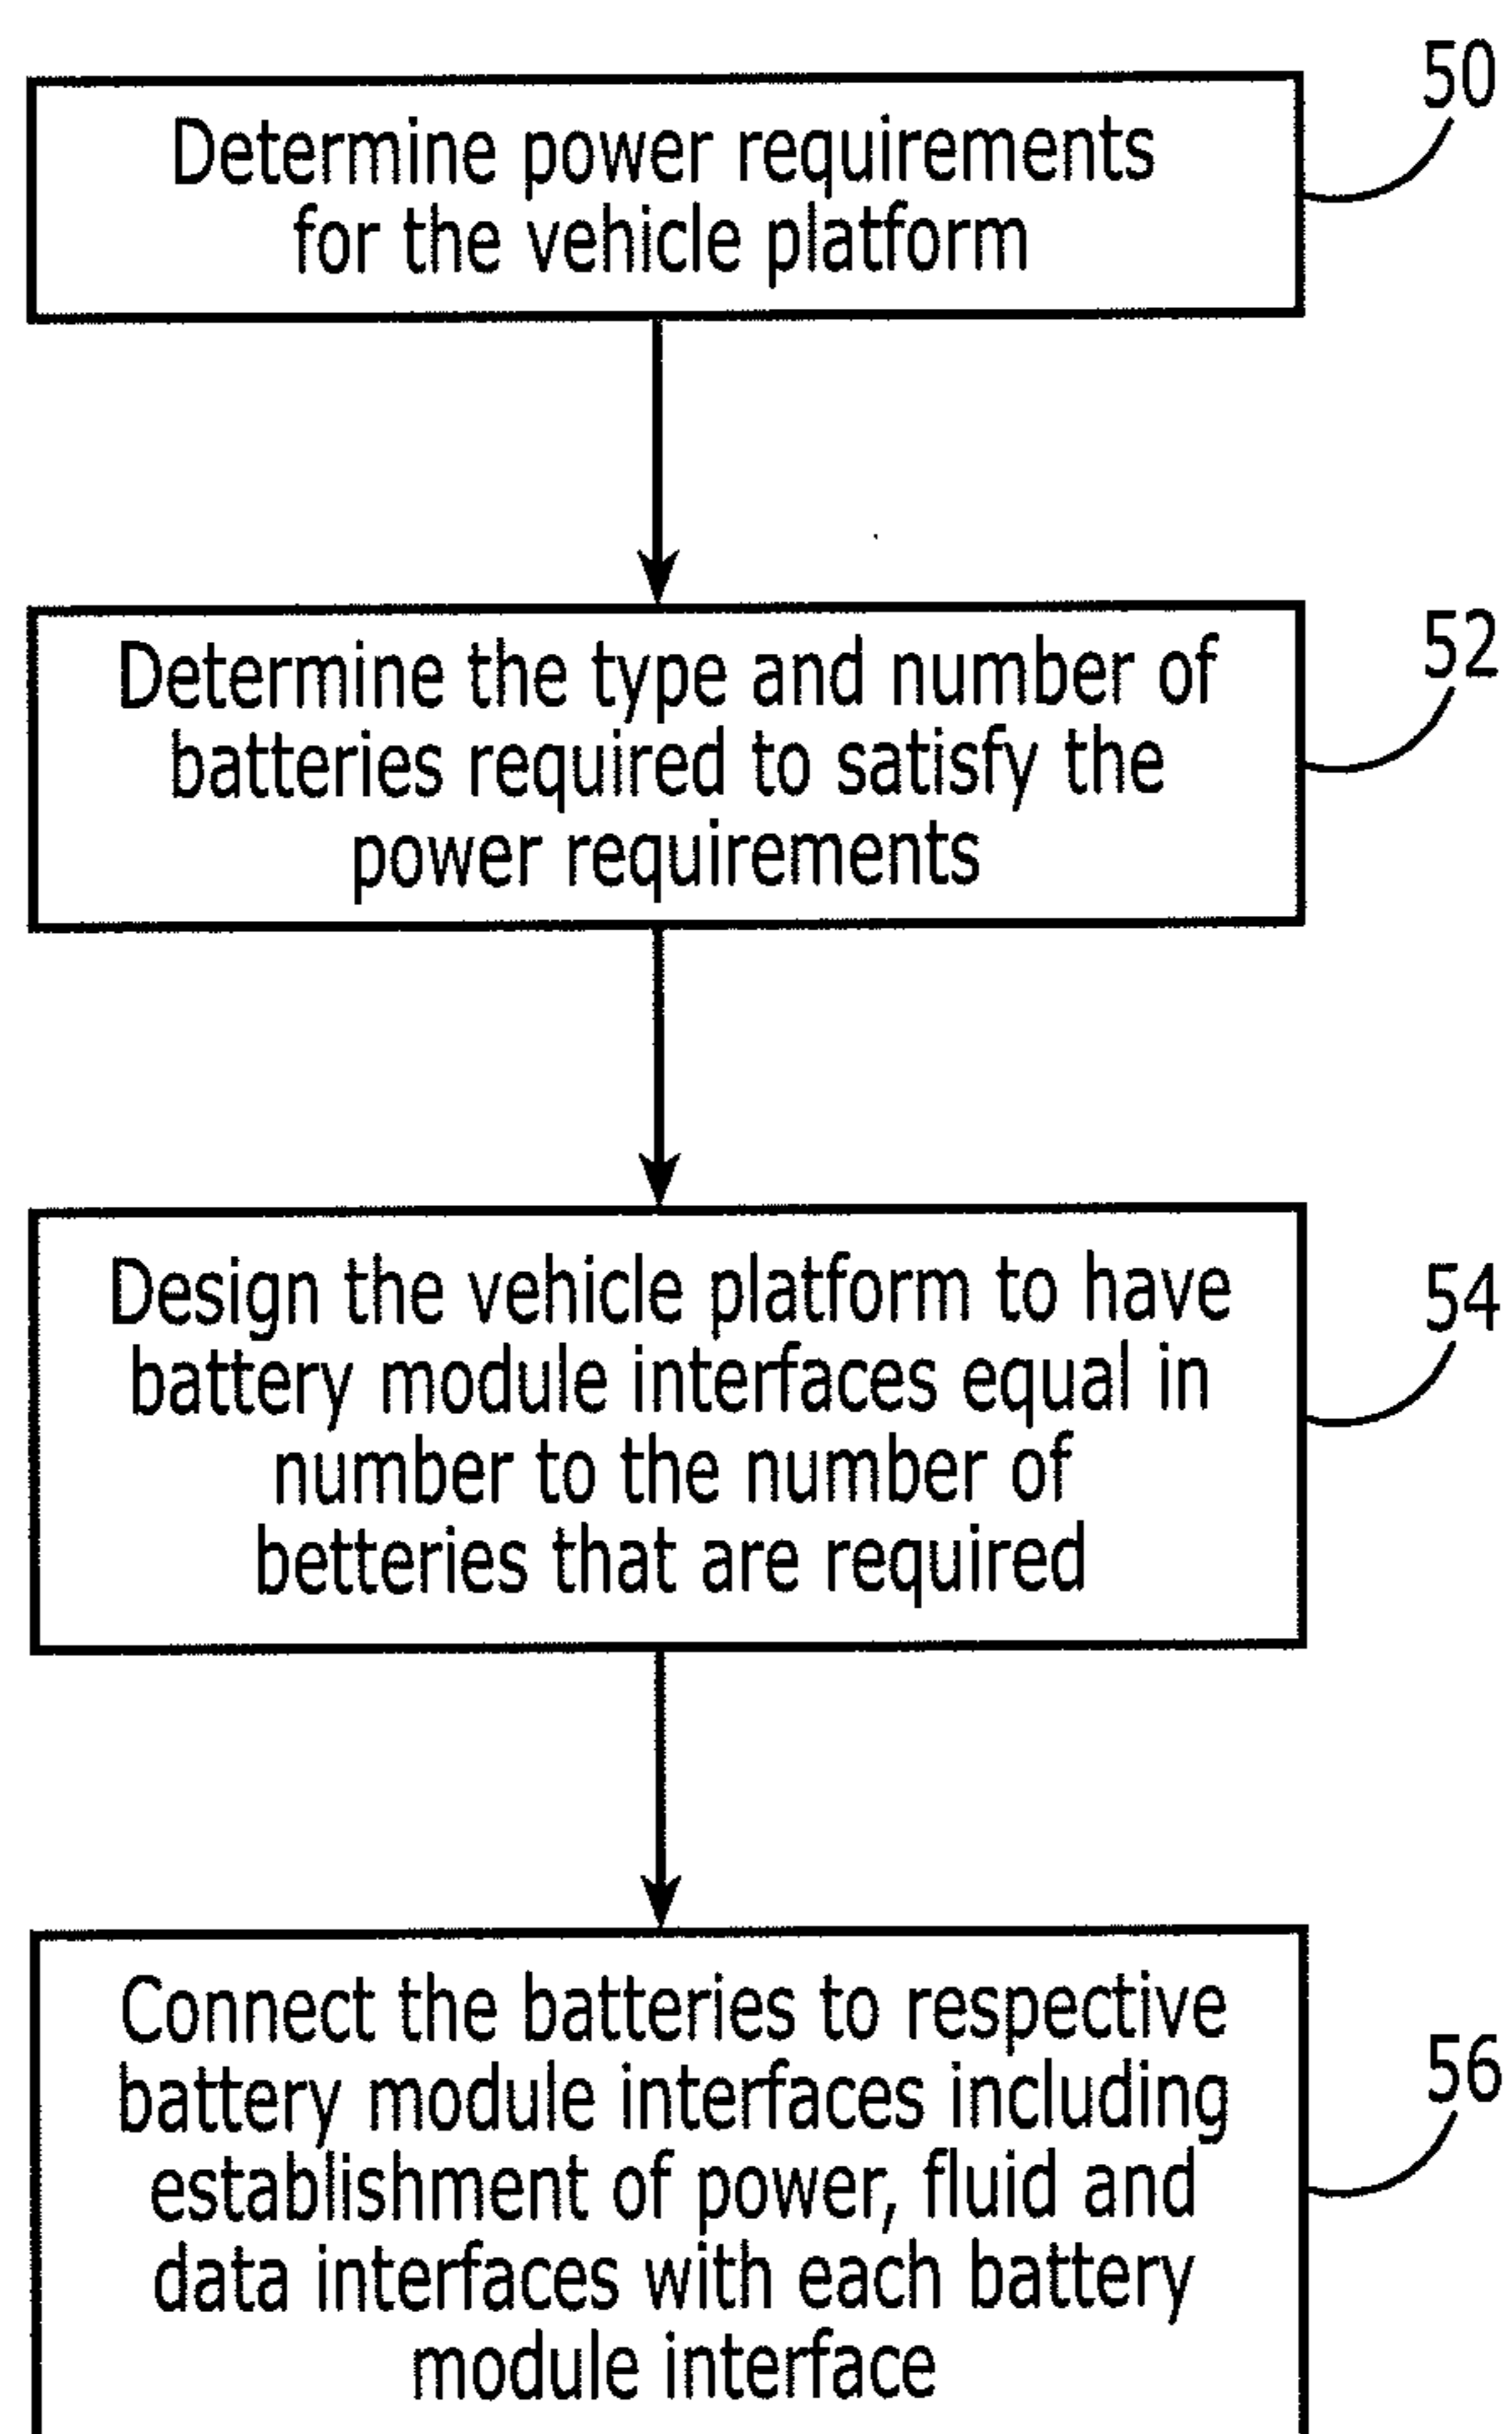 50
Determine power requirements
for the vehicle platform
52
Determine the type and number of
batteries required to satisfy the
power requirements
54
Design the vehicle platform to have
battery module interfaces equal in
number to the number of
betteries that are required
56
Connect the batteries to respective
battery module interfaces including
establishment of power, fluid and
data interfaces with each battery
module interface